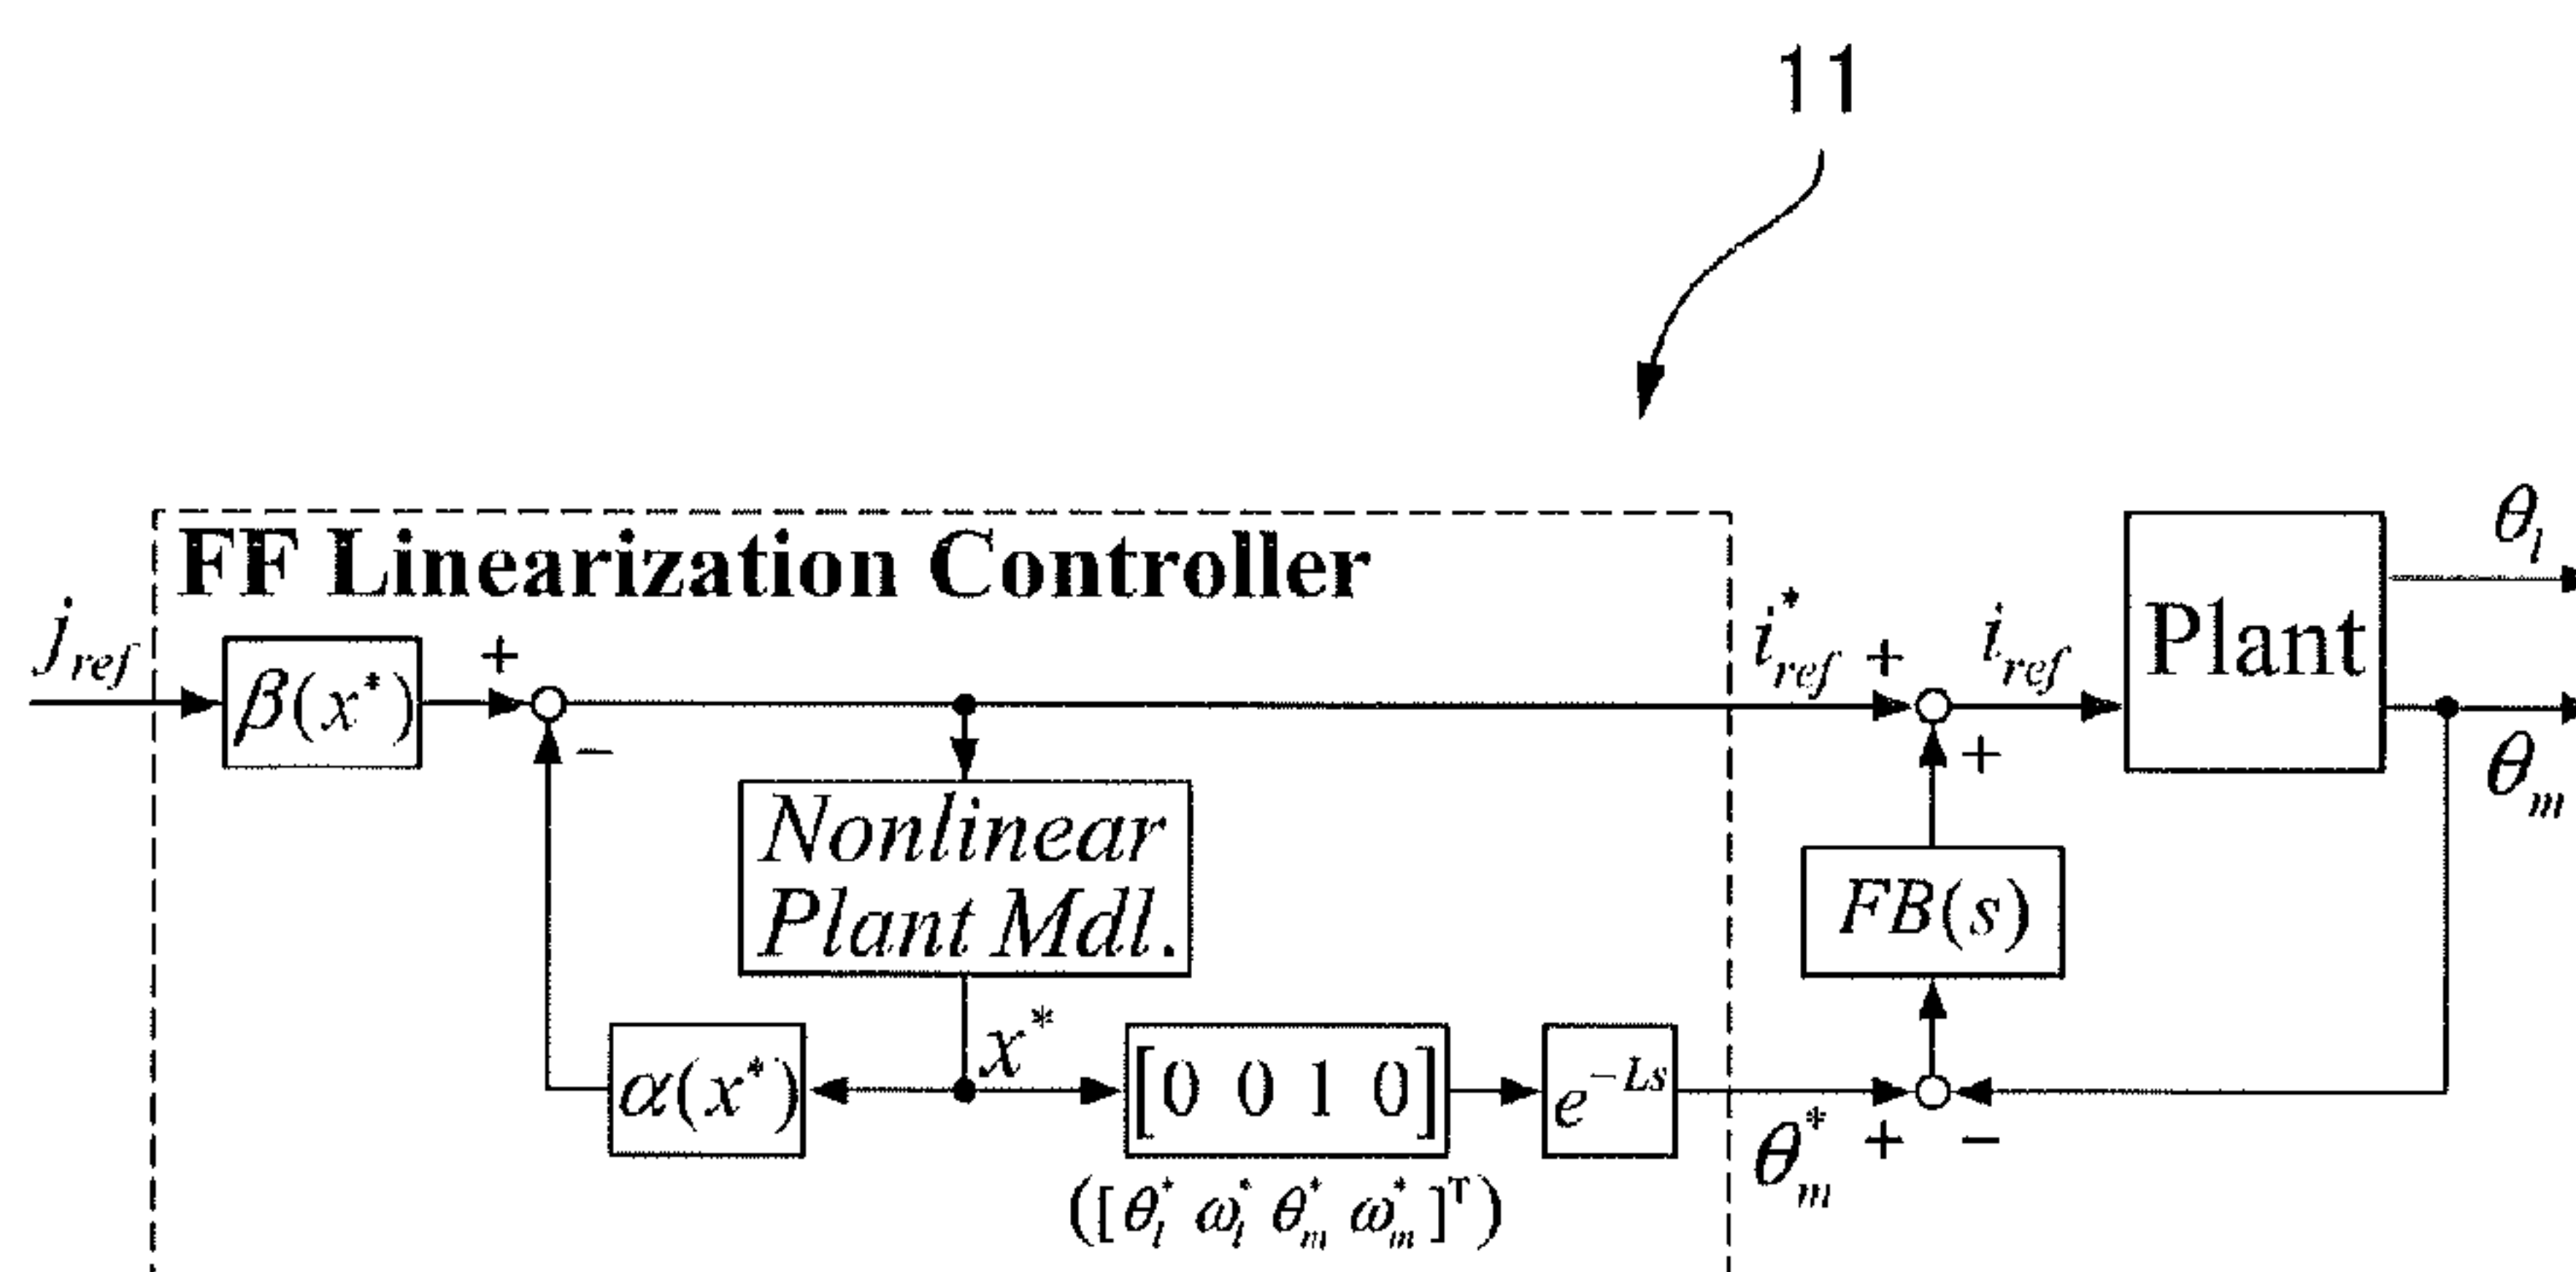 11
FF Linearization Controller
j_ref
β(x*)
+
−
i*_ref
+
+
i_ref
Plant
θ_l
θ_m
Nonlinear
Plant Mdl.
FB(s)
α(x*)
x*
[0 0 1 0]
e^{-Ls}
θ*_m
+
−
([θ*_l ω*_l θ*_m ω*_m]^T)